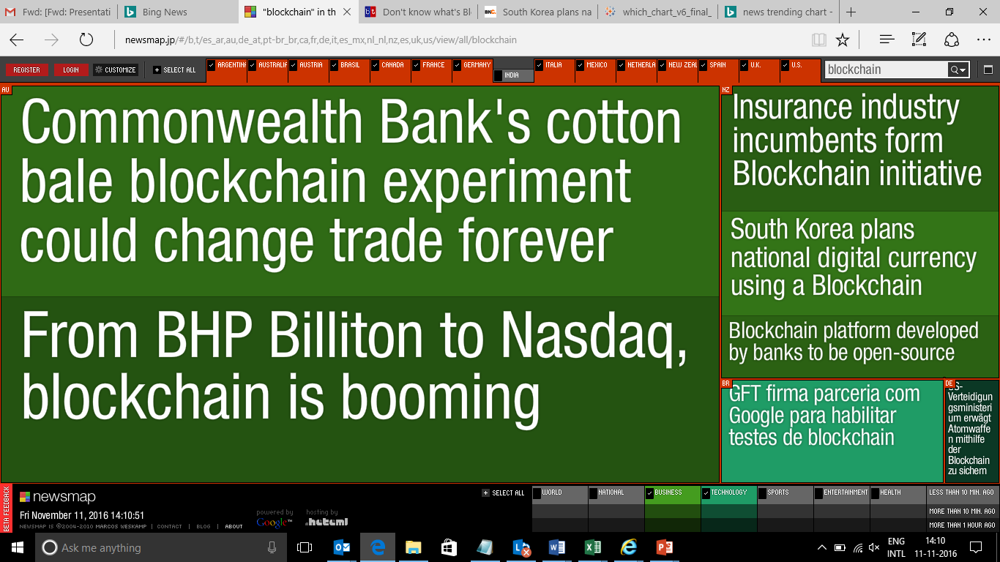 Fwd: [Fwd: Presentati
Bing News
"blockchain" in th
Don't know what's Bl
South Korea plans na
which_chart_v6_final_
news trending chart -
newsmap.jp/#/b,t/es_ar,au,de_at,pt-br_br,ca,fr,de,it,es_mx,nl_nl,nz,es,uk,us/view/all/blockchain
REGISTER
LOGIN
CUSTOMIZE
SELECT ALL
ARGENTIN
AUSTRALI
AUSTRIA
BRASIL
CANADA
FRANCE
GERMANY
INDIA
ITALIA
MEXICO
NETHERLA
NEW ZEAL
SPAIN
U.K.
U.S.
blockchain
AU
Commonwealth Bank's cotton
bale blockchain experiment
could change trade forever
From BHP Billiton to Nasdaq,
blockchain is booming
NZ
Insurance industry
incumbents form
Blockchain initiative
South Korea plans
national digital currency
using a Blockchain
Blockchain platform developed
by banks to be open-source
BR
GFT firma parceria com
Google para habilitar
testes de blockchain
DE
US-
Verteidigun
gsministeri
um erwägt
Atomwaffe
n mithilfe
der
Blockchain
zu sichern
BETA FEEDBACK
newsmap
Fri November 11, 2016 14:10:51
NEWSMAP IS ©2004-2010 MARCOS WESKAMP | CONTACT | BLOG | ABOUT
powered by
Google™
hosting by
.heteml
SELECT ALL
WORLD
NATIONAL
BUSINESS
TECHNOLOGY
SPORTS
ENTERTAINMENT
HEALTH
LESS THAN 10 MIN. AGO
MORE THAN 10 MIN. AGO
MORE THAN 1 HOUR AGO
Ask me anything
ENG
INTL
14:10
11-11-2016